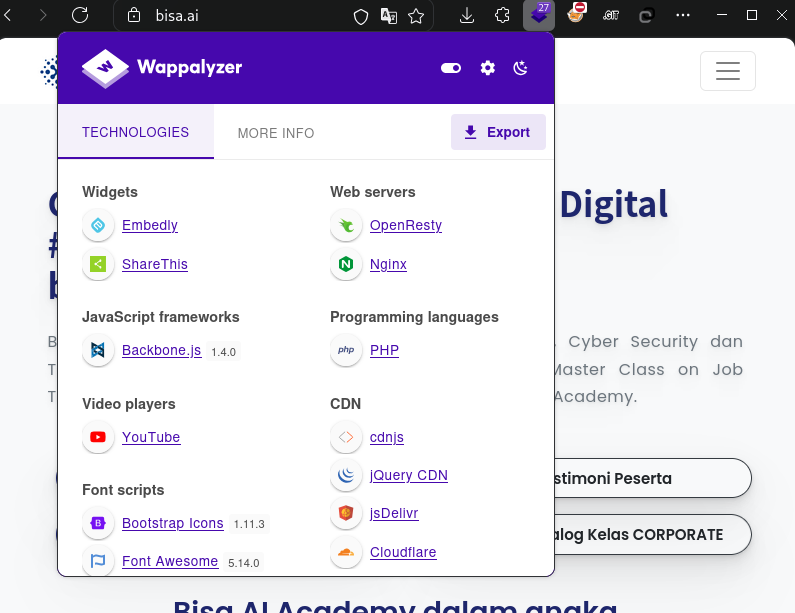 bisa.ai
27
.GIT
Wappalyzer
TECHNOLOGIES
MORE INFO
Export
Widgets
Embedly
ShareThis
JavaScript frameworks
Backbone.js 1.4.0
Video players
YouTube
Font scripts
Bootstrap Icons 1.11.3
Font Awesome 5.14.0
Web servers
OpenResty
Nginx
Programming languages
php PHP
CDN
cdnjs
jQuery CDN
jsDelivr
Cloudflare
Digital
#
Cyber Security dan
Master Class on Job
Academy.
stimoni Peserta
alog Kelas CORPORATE
Bisa AI Academy dalam angka